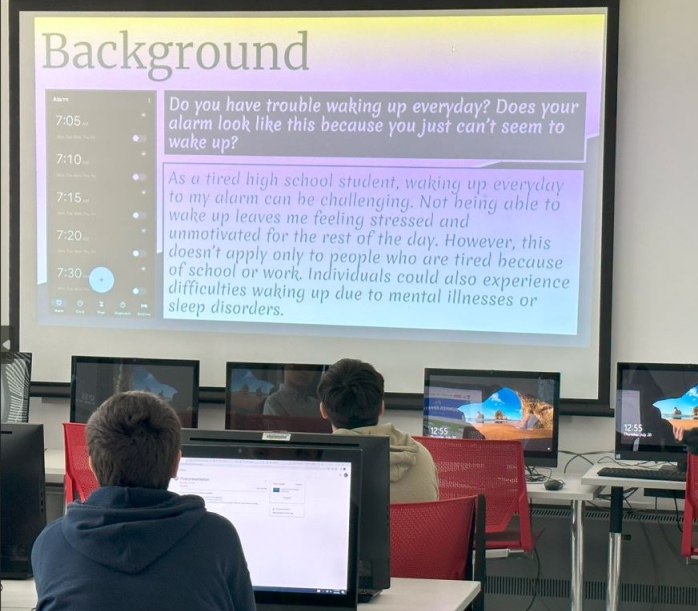 Background
Alarm
7:05
7:10
7:15
7:20
7:30
Do you have trouble waking up everyday? Does your
alarm look like this because you just can't seem to
wake up?
As a tired high school student, waking up everyday
to my alarm can be challenging. Not being able to
wake up leaves me feeling stressed and
unmotivated for the rest of the day. However, this
doesn't apply only to people who are tired because
of school or work. Individuals could also experience
difficulties waking up due to mental illnesses or
sleep disorders.
12:55
12:55